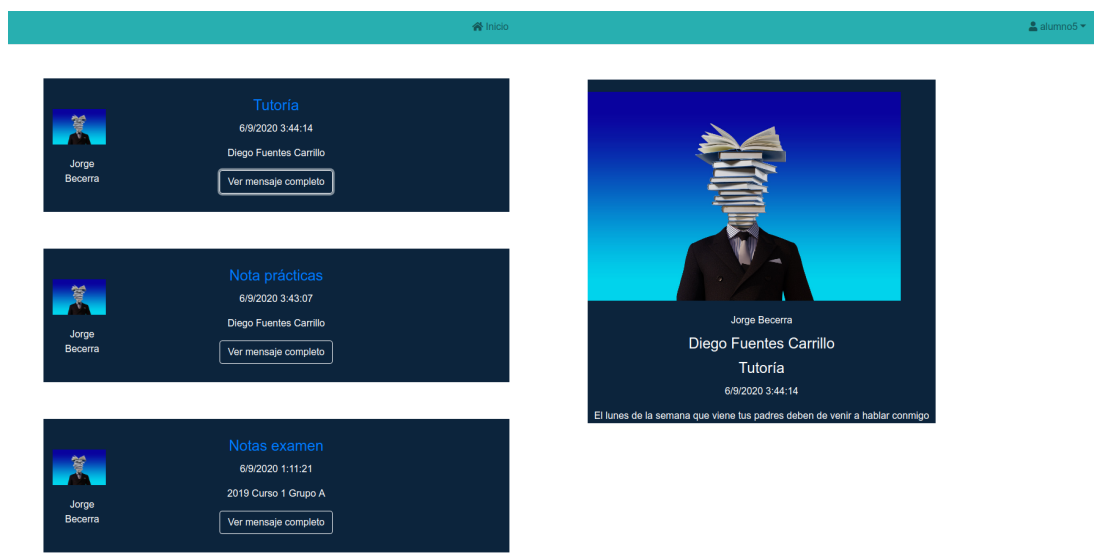 Inicio
alumno5
Tutoría
6/9/2020 3:44:14
Diego Fuentes Carrillo
Ver mensaje completo
Jorge
Becerra
Nota prácticas
6/9/2020 3:43:07
Diego Fuentes Carrillo
Ver mensaje completo
Jorge
Becerra
Notas examen
6/9/2020 1:11:21
2019 Curso 1 Grupo A
Ver mensaje completo
Jorge
Becerra
Jorge Becerra
Diego Fuentes Carrillo
Tutoría
6/9/2020 3:44:14
El lunes de la semana que viene tus padres deben de venir a hablar conmigo